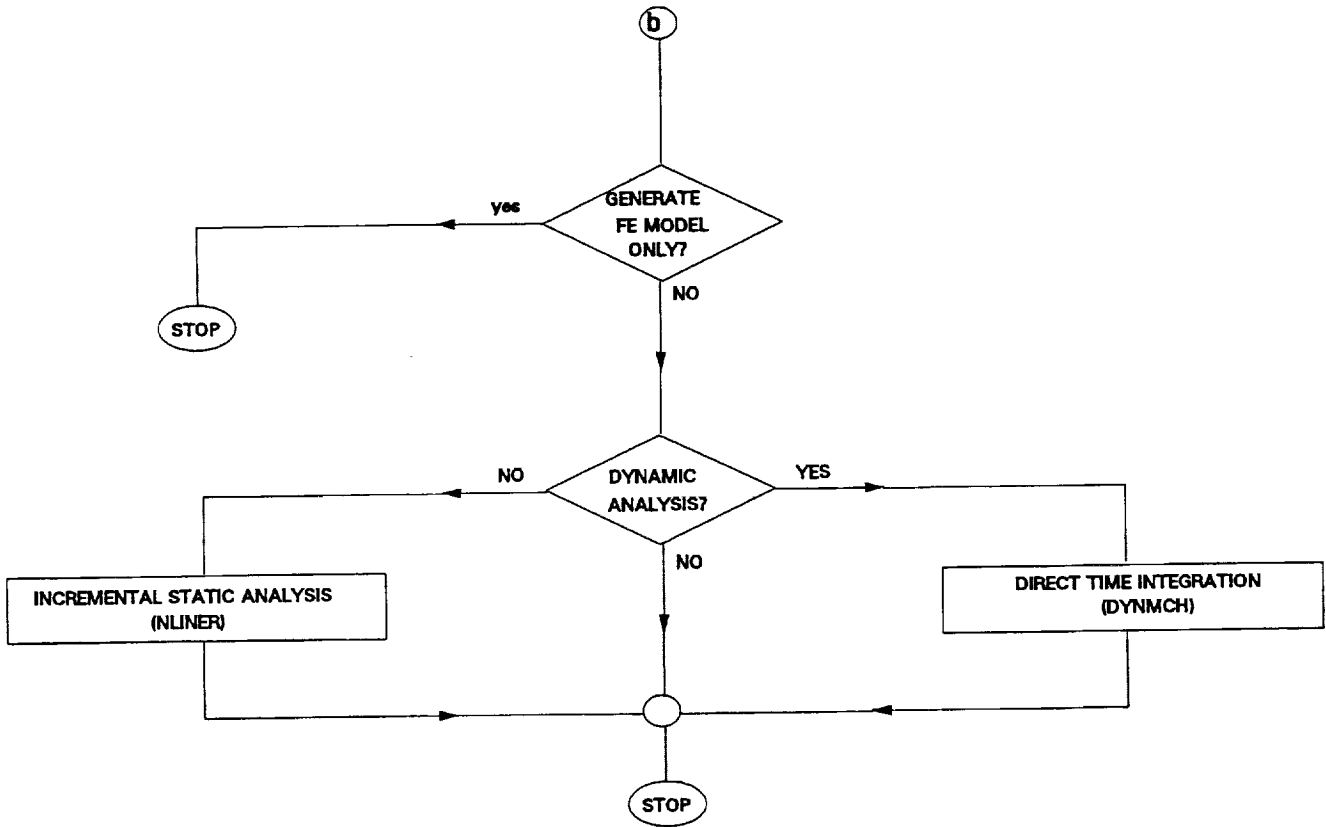 b
GENERATE
FE MODEL
ONLY?
yes
NO
STOP
DYNAMIC
ANALYSIS?
NO
YES
NO
INCREMENTAL STATIC ANALYSIS
(NLINER)
DIRECT TIME INTEGRATION
(DYNMCH)
STOP